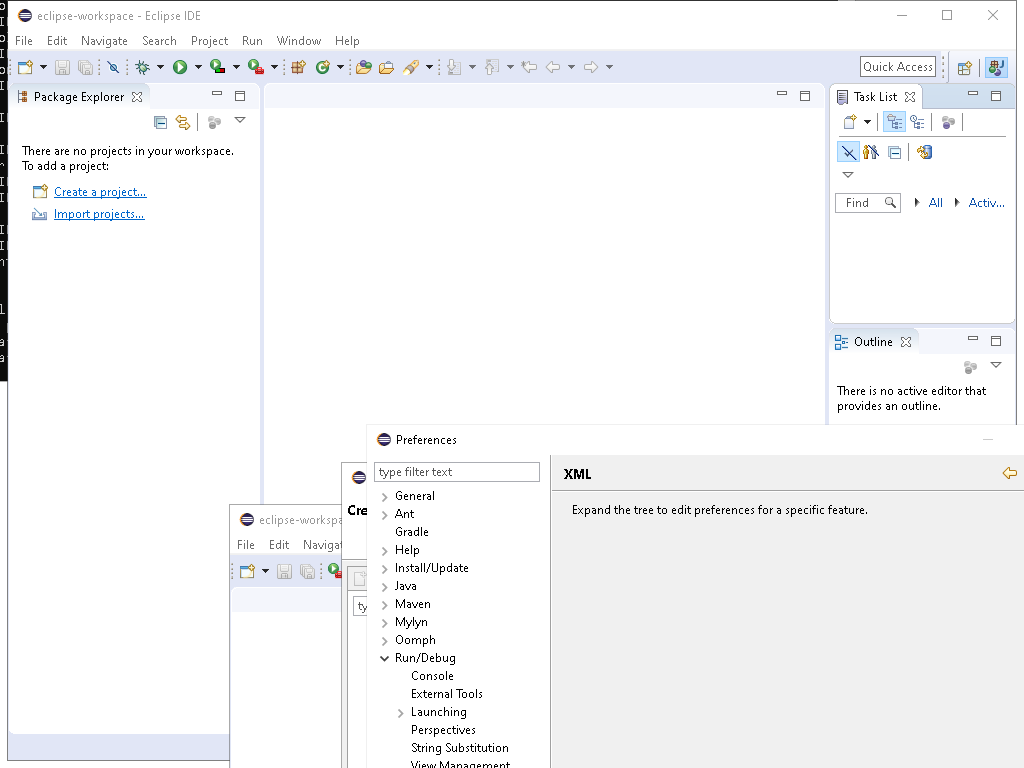 eclipse-workspace - Eclipse IDE
File Edit Navigate Search Project Run Window Help
Quick Access
Package Explorer
There are no projects in your workspace.
To add a project:
Create a project...
Import projects...
Task List
Find
All
Activ...
Outline
There is no active editor that
provides an outline.
eclipse-workspa
File Edit Naviga
Cre
ty
Preferences
type filter text
General
Ant
Gradle
Help
Install/Update
Java
Maven
Mylyn
Oomph
Run/Debug
Console
External Tools
Launching
Perspectives
String Substitution
View Management
XML
Expand the tree to edit preferences for a specific feature.